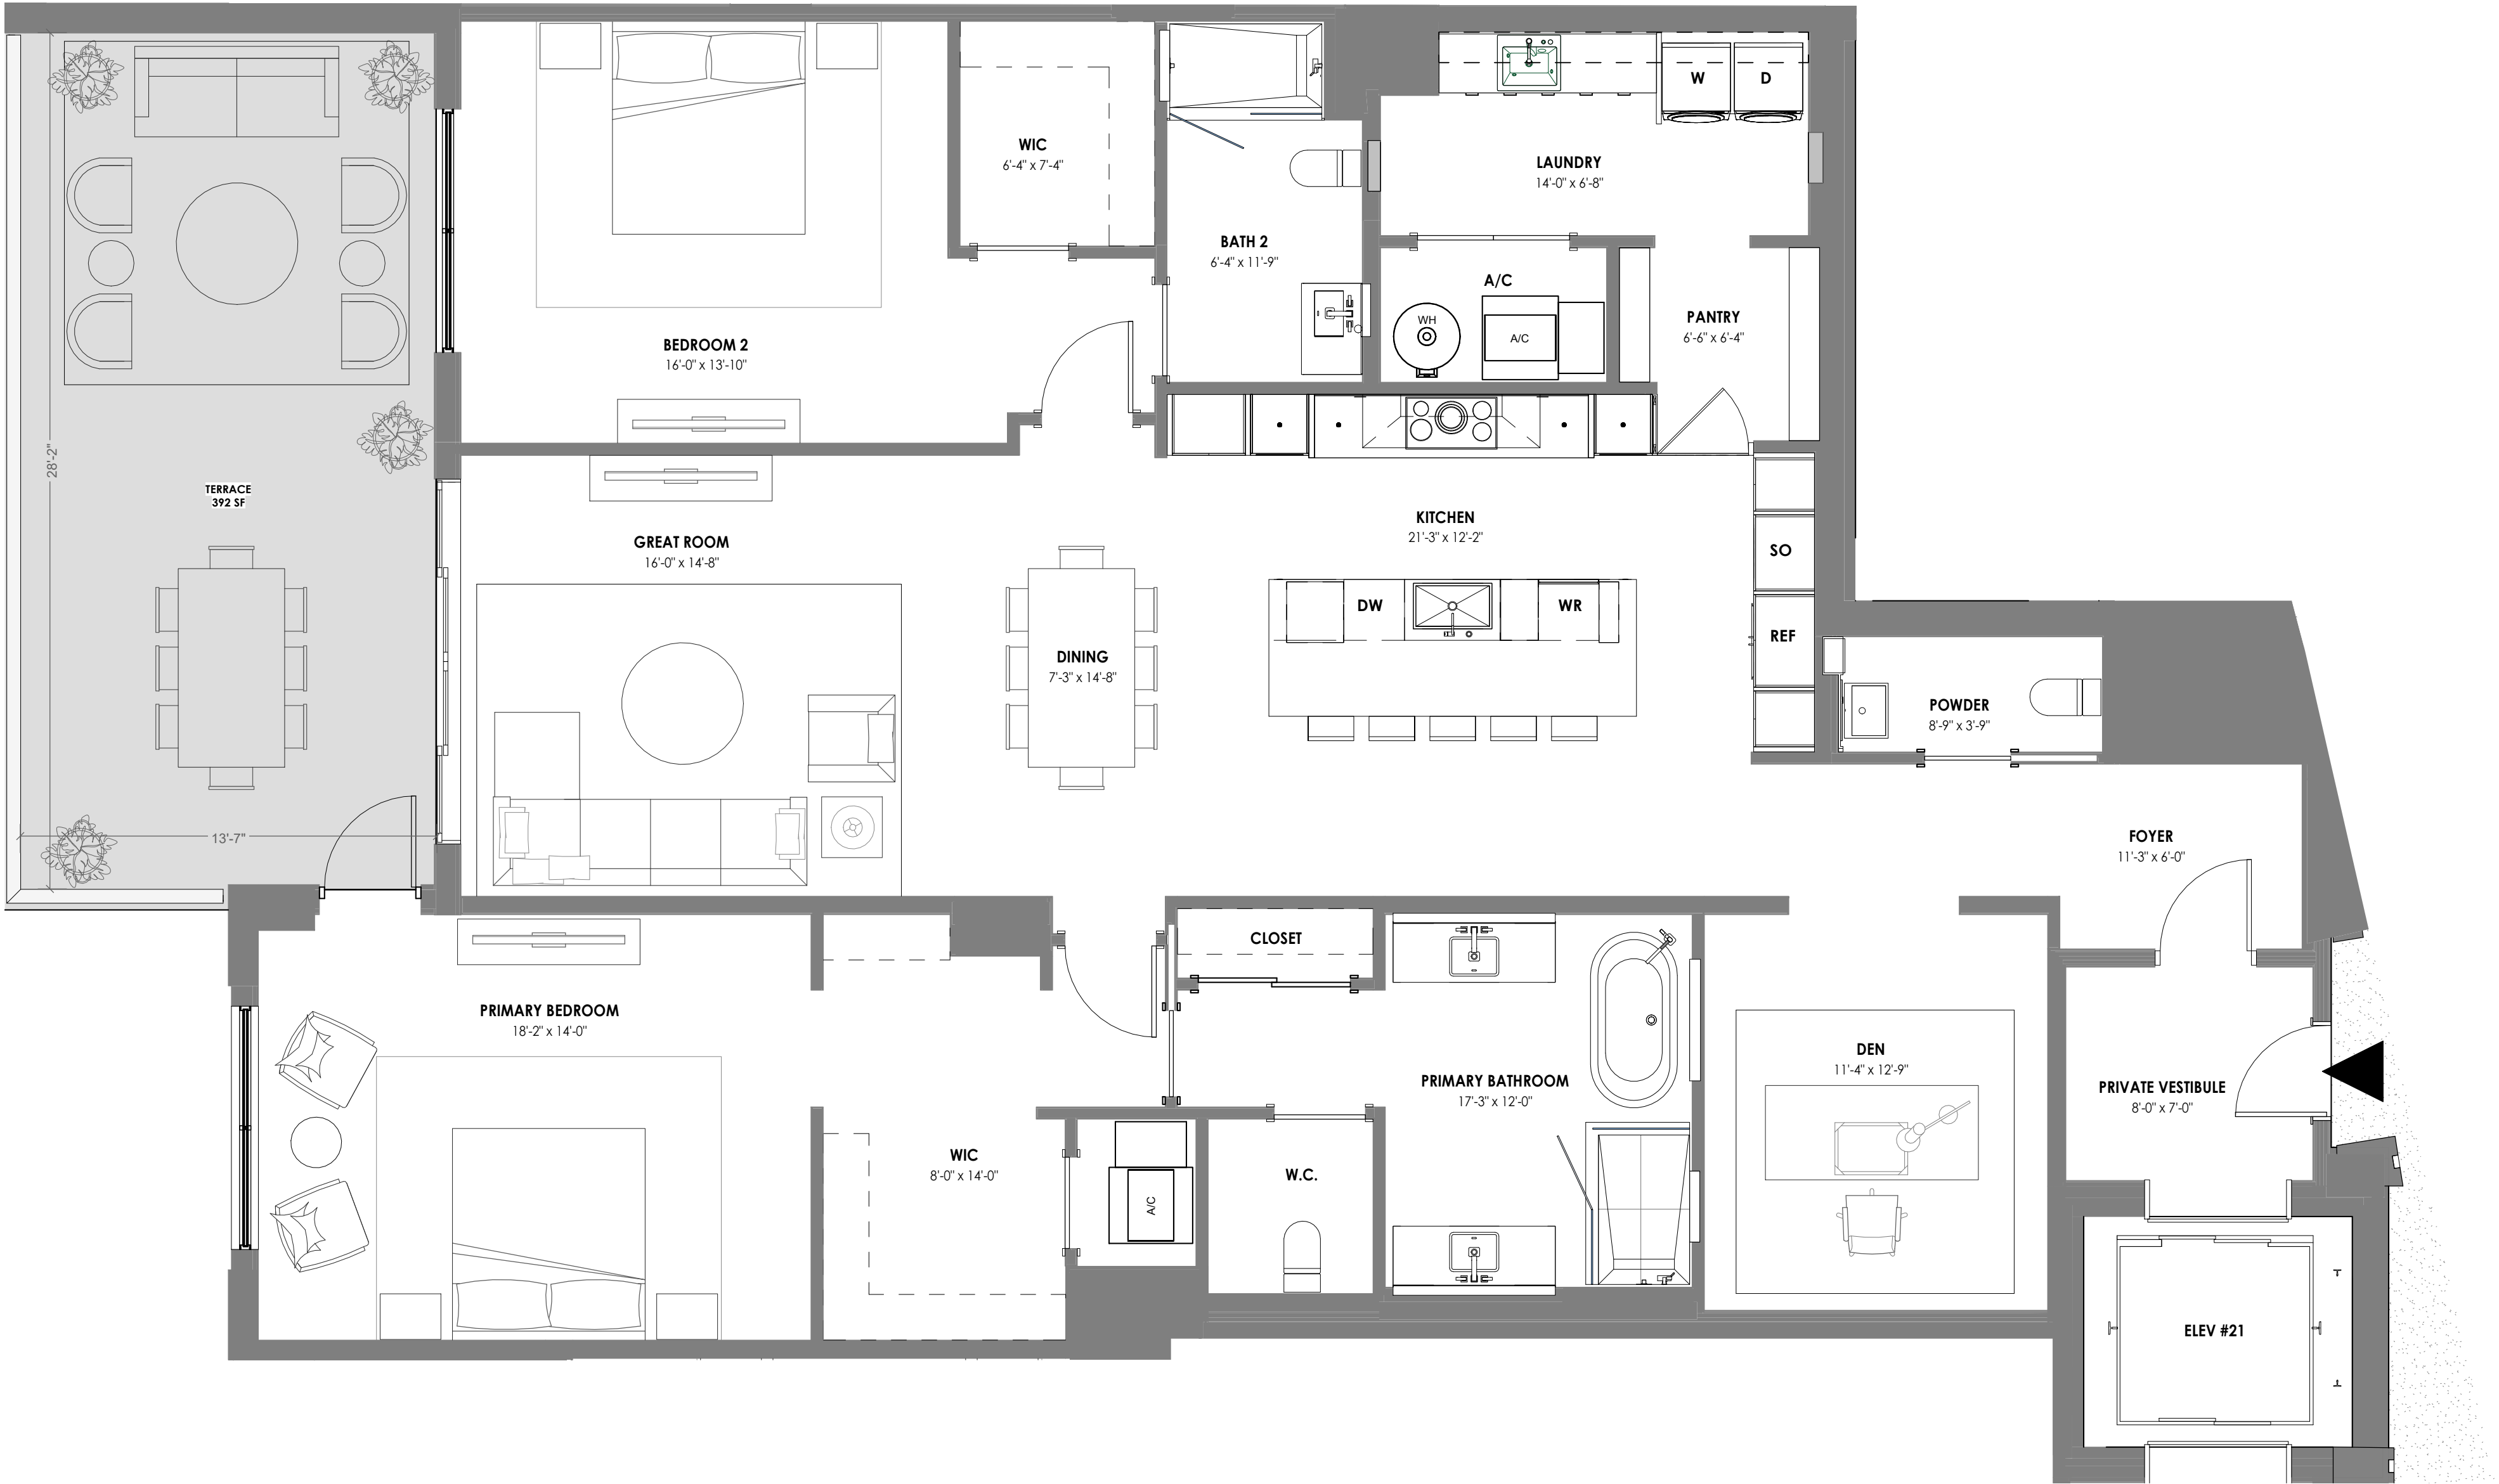 WIC
6'-4" x 7'-4"
W
D
LAUNDRY
14'-0" x 6'-8"
BATH 2
6'-4" x 11'-9"
A/C
WH
A/C
PANTRY
6'-6" x 6'-4"
BEDROOM 2
16'-0" x 13'-10"
28'-2"
TERRACE
392 SF
GREAT ROOM
16'-0" x 14'-8"
KITCHEN
21'-3" x 12'-2"
SO
DW
WR
REF
DINING
7'-3" x 14'-8"
POWDER
8'-9" x 3'-9"
13'-7"
FOYER
11'-3" x 6'-0"
CLOSET
PRIMARY BEDROOM
18'-2" x 14'-0"
PRIMARY BATHROOM
17'-3" x 12'-0"
DEN
11'-4" x 12'-9"
PRIVATE VESTIBULE
8'-0" x 7'-0"
WIC
8'-0" x 14'-0"
A/C
W.C.
ELEV #21